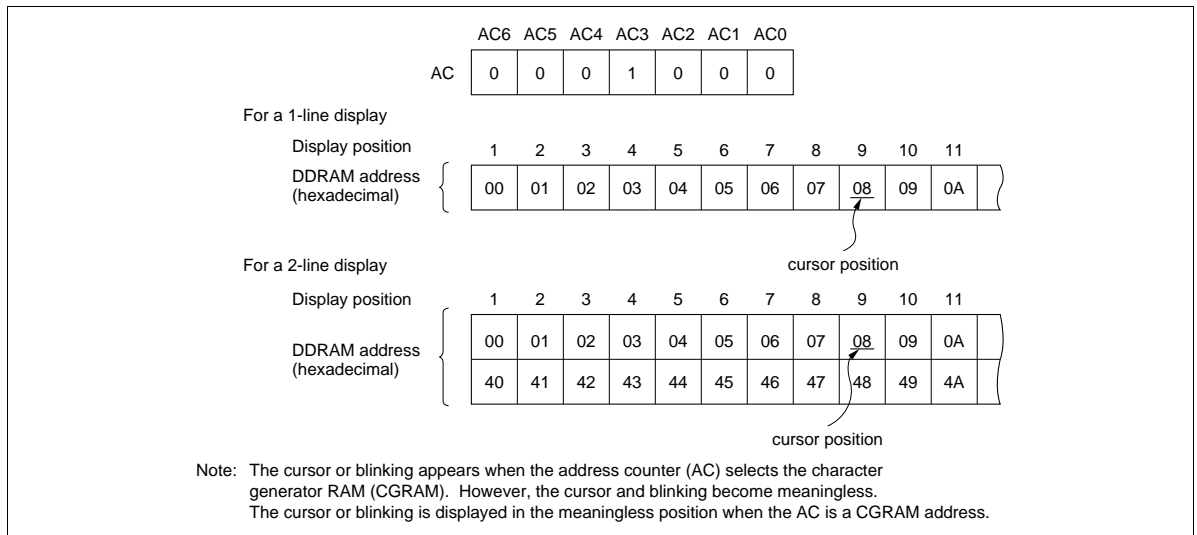 AC6 AC5 AC4 AC3 AC2 AC1 AC0
AC 0 0 0 1 0 0 0
For a 1-line display
Display position 1 2 3 4 5 6 7 8 9 10 11
DDRAM address
(hexadecimal)
00 01 02 03 04 05 06 07 08 09 0A
cursor position
For a 2-line display
Display position 1 2 3 4 5 6 7 8 9 10 11
DDRAM address
(hexadecimal)
00 01 02 03 04 05 06 07 08 09 0A
40 41 42 43 44 45 46 47 48 49 4A
cursor position
Note: The cursor or blinking appears when the address counter (AC) selects the character
generator RAM (CGRAM). However, the cursor and blinking become meaningless.
The cursor or blinking is displayed in the meaningless position when the AC is a CGRAM address.